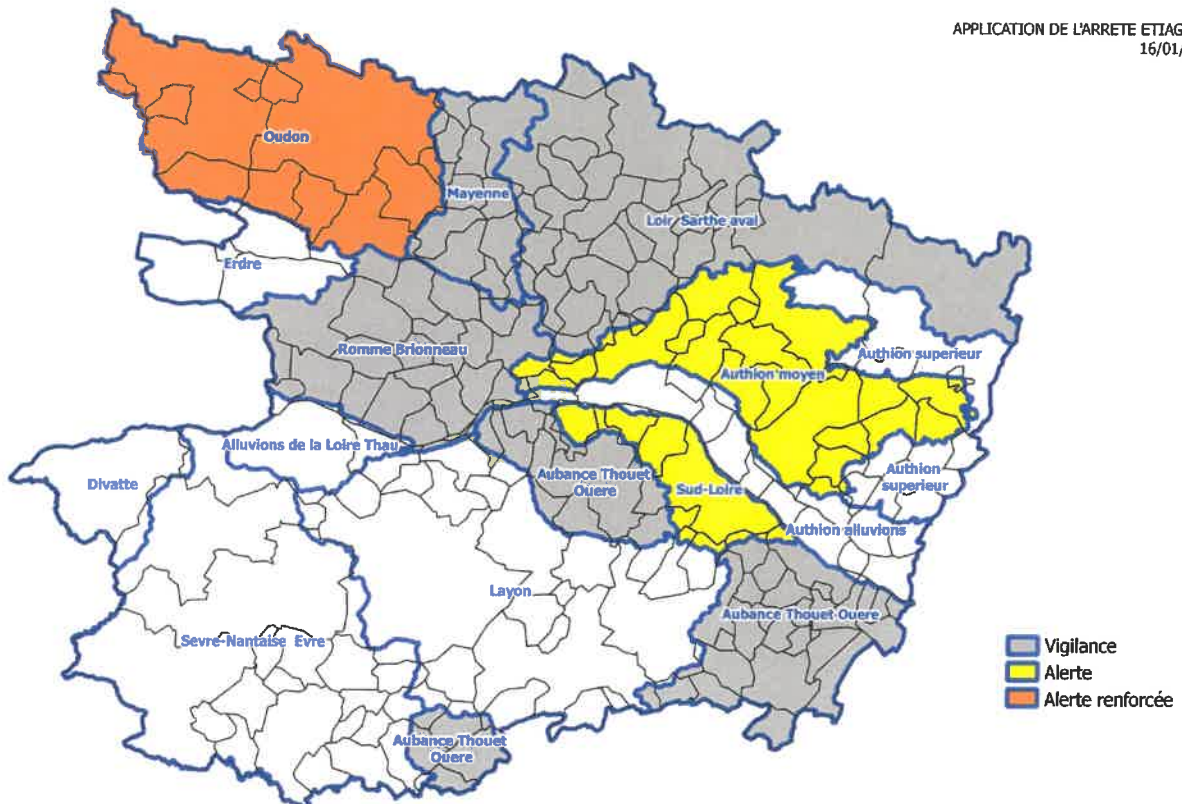 APPLICATION DE L'ARRETE ETIAG
16/01/
Oudon
Mayenne
Loir Sarthe aval
Erdre
Romme Brionneau
Authion superieur
Authion moyen
Alluvions de la Loire Thau
Divatte
Aubance Thouet
Ouere
Sud-Loire
Authion
superieur
Authion alluvions
Layon
Aubance Thouet Ouere
Sevre-Nantaise Evre
Aubance Thouet
Ouere
Vigilance
Alerte
Alerte renforcée